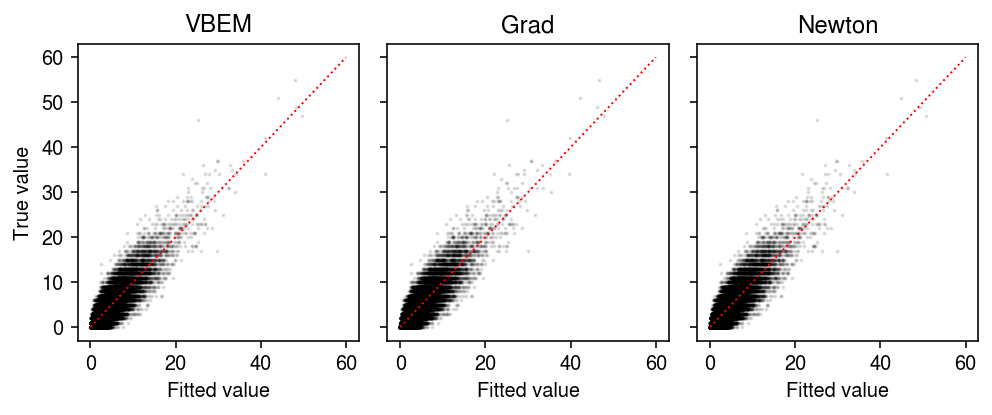 VBEM
Grad
Newton
True value
60
50
40
30
20
10
0
0 20 40 60
0 20 40 60
0 20 40 60
Fitted value
Fitted value
Fitted value